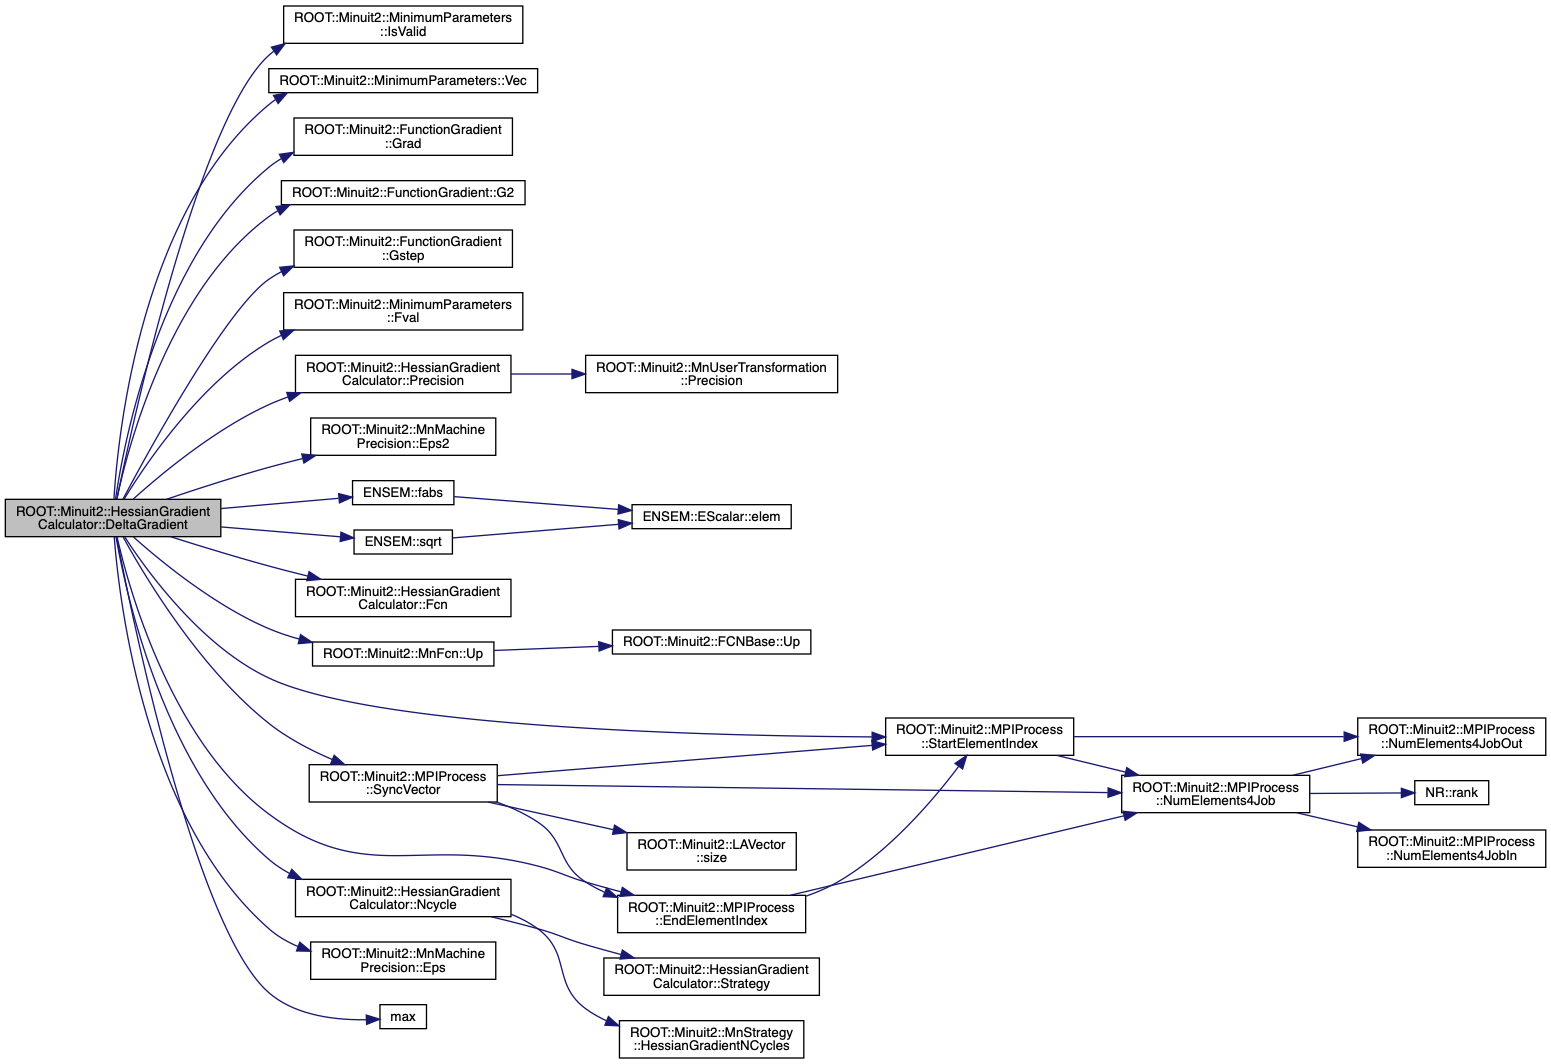 ROOT::Minuit2::MinimumParameters
::IsValid
ROOT::Minuit2::MinimumParameters::Vec
ROOT::Minuit2::FunctionGradient
::Grad
ROOT::Minuit2::FunctionGradient::G2
ROOT::Minuit2::FunctionGradient
::Gstep
ROOT::Minuit2::MinimumParameters
::Fval
ROOT::Minuit2::HessianGradient
Calculator::Precision
ROOT::Minuit2::MnUserTransformation
::Precision
ROOT::Minuit2::MnMachine
Precision::Eps2
ENSEM::fabs
ROOT::Minuit2::HessianGradient
Calculator::DeltaGradient
ENSEM::EScalar::elem
ENSEM::sqrt
ROOT::Minuit2::HessianGradient
Calculator::Fcn
ROOT::Minuit2::MnFcn::Up
ROOT::Minuit2::FCNBase::Up
ROOT::Minuit2::MPIProcess
::StartElementIndex
ROOT::Minuit2::MPIProcess
::NumElements4JobOut
ROOT::Minuit2::MPIProcess
::SyncVector
ROOT::Minuit2::MPIProcess
::NumElements4Job
NR::rank
ROOT::Minuit2::LAVector
::size
ROOT::Minuit2::MPIProcess
::NumElements4JobIn
ROOT::Minuit2::HessianGradient
Calculator::Ncycle
ROOT::Minuit2::MPIProcess
::EndElementIndex
ROOT::Minuit2::MnMachine
Precision::Eps
ROOT::Minuit2::HessianGradient
Calculator::Strategy
max
ROOT::Minuit2::MnStrategy
::HessianGradientNCycles